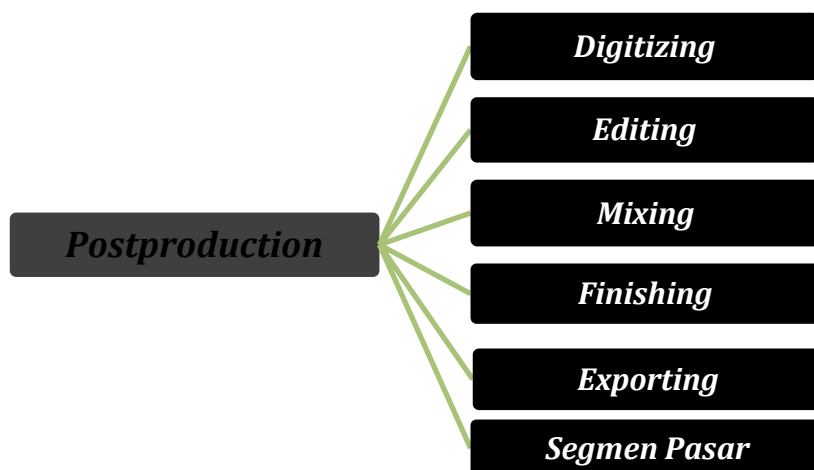 Digitizing
Editing
Mixing
Postproduction
Finishing
Exporting
Segmen Pasar